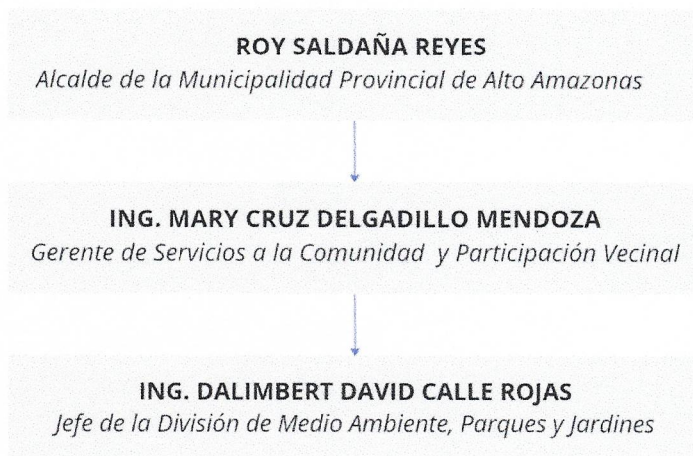 ROY SALDAÑA REYES
Alcalde de la Municipalidad Provincial de Alto Amazonas
ING. MARY CRUZ DELGADILLO MENDOZA
Gerente de Servicios a la Comunidad y Participación Vecinal
ING. DALIMBERT DAVID CALLE ROJAS
Jefe de la División de Medio Ambiente, Parques y Jardines